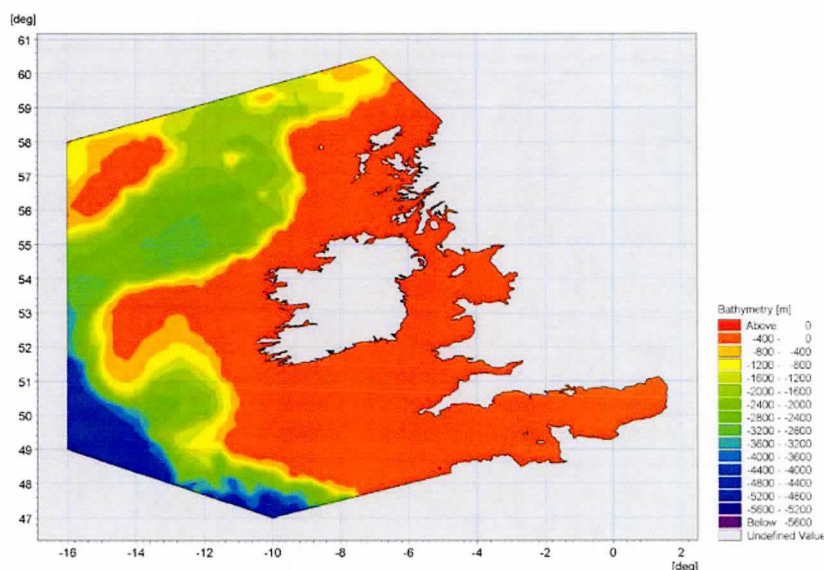 [deg]
61
60
59
58
57
56
55
54
53
52
51
50
49
48
47
-16
-14
-12
-10
-8
-6
-4
-2
0
2
[deg]
Bathymetry [m]
Above 0
-400 - 0
-800 - -400
-1200 - -800
-1600 - -1200
-2000 - -1600
-2400 - -2000
-2800 - -2400
-3200 - -2800
-3600 - -3200
-4000 - -3600
-4400 - -4000
-4800 - -4400
-5200 - -4800
-5600 - -5200
Below -5600
Undefined Value